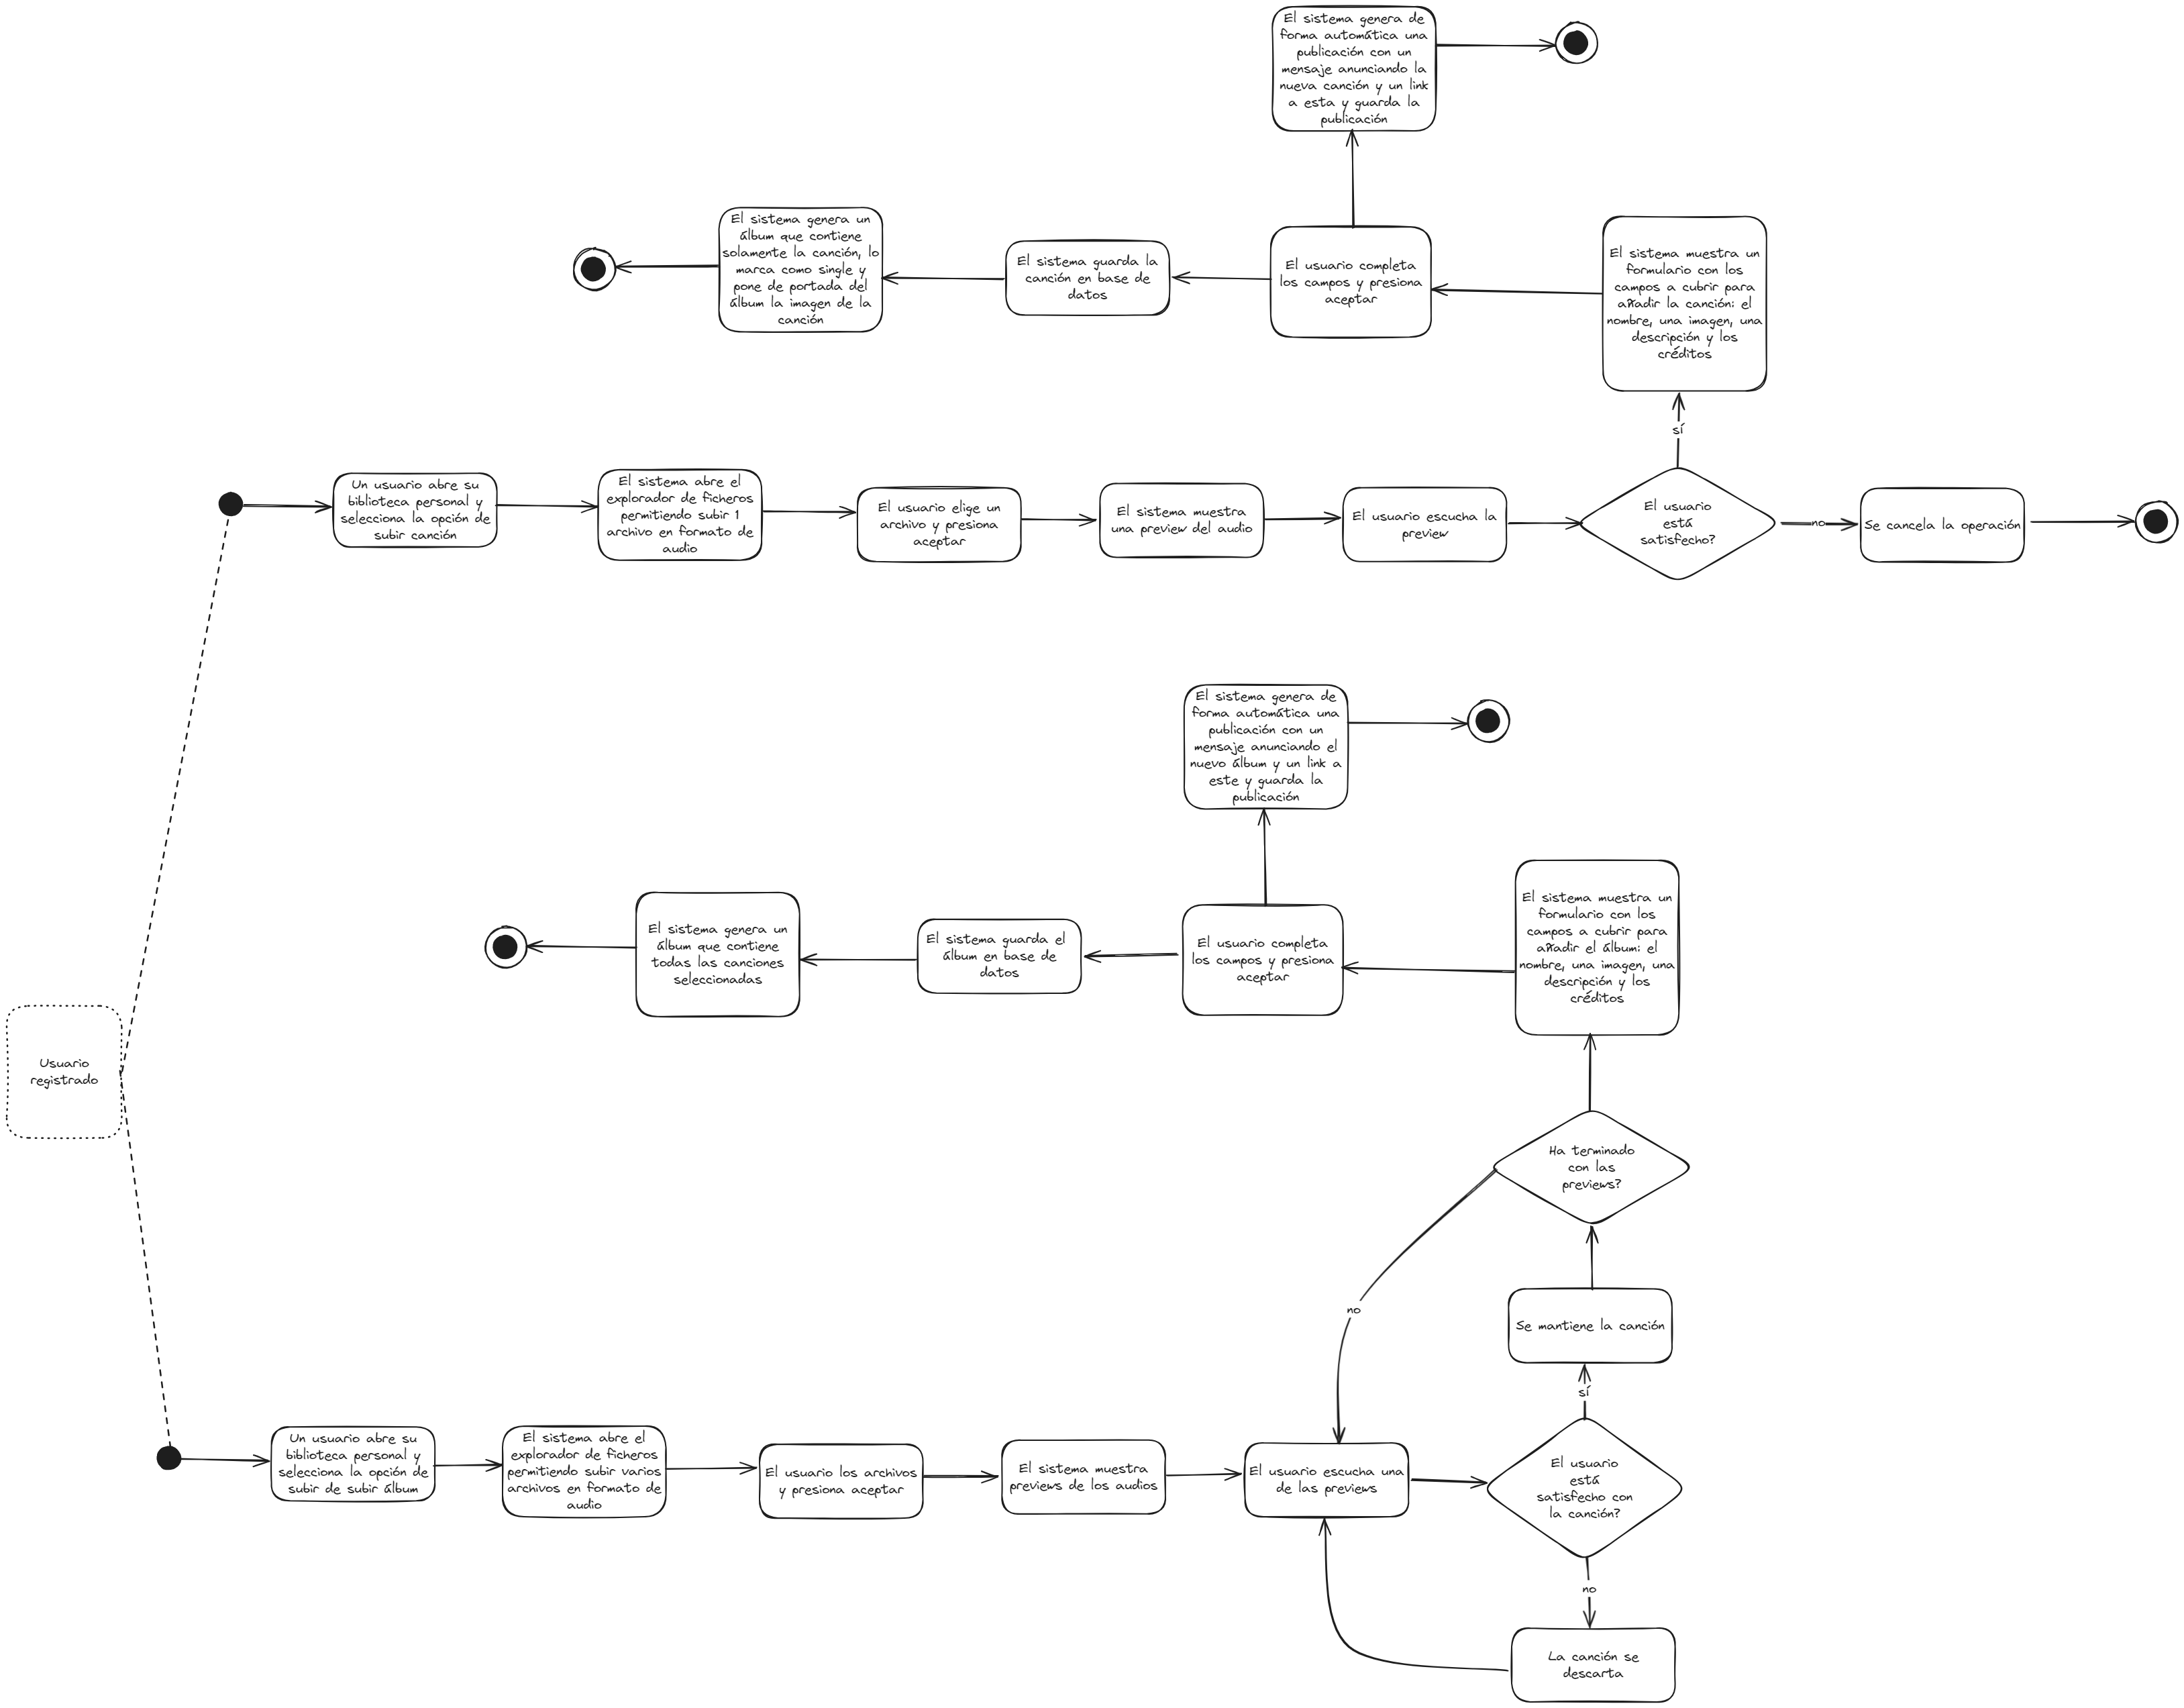 El sistema genera de
forma automática una
publicación con un
mensaje anunciando la
nueva canción y un link
a esta y guarda la
publicación
El sistema genera un
álbum que contiene
solamente la canción, lo
marca como single y
pone de portada del
álbum la imagen de la
canción
El sistema guarda la
canción en base de
datos
El usuario completa
los campos y presiona
aceptar
El sistema muestra un
formulario con los
campos a cubrir para
añadir la canción: el
nombre, una imagen, una
descripción y los
créditos
sí
Un usuario abre su
biblioteca personal y
selecciona la opción de
subir canción
El sistema abre el
explorador de ficheros
permitiendo subir 1
archivo en formato de
audio
El usuario elige un
archivo y presiona
aceptar
El sistema muestra
una preview del audio
El usuario escucha la
preview
El usuario
está
satisfecho?
no
Se cancela la operación
El sistema genera de
forma automática una
publicación con un
mensaje anunciando el
nuevo álbum y un link a
este y guarda la
publicación
El sistema genera un
álbum que contiene
todas las canciones
seleccionadas
El sistema guarda el
álbum en base de
datos
El usuario completa
los campos y presiona
aceptar
El sistema muestra un
formulario con los
campos a cubrir para
añadir el álbum: el
nombre, una imagen, una
descripción y los
créditos
Usuario
registrado
Ha terminado
con las
previews?
no
Se mantiene la canción
sí
Un usuario abre su
biblioteca personal y
selecciona la opción de
subir de subir álbum
El sistema abre el
explorador de ficheros
permitiendo subir varios
archivos en formato de
audio
El usuario los archivos
y presiona aceptar
El sistema muestra
previews de los audios
El usuario escucha una
de las previews
El usuario
está
satisfecho con
la canción?
no
La canción se
descarta